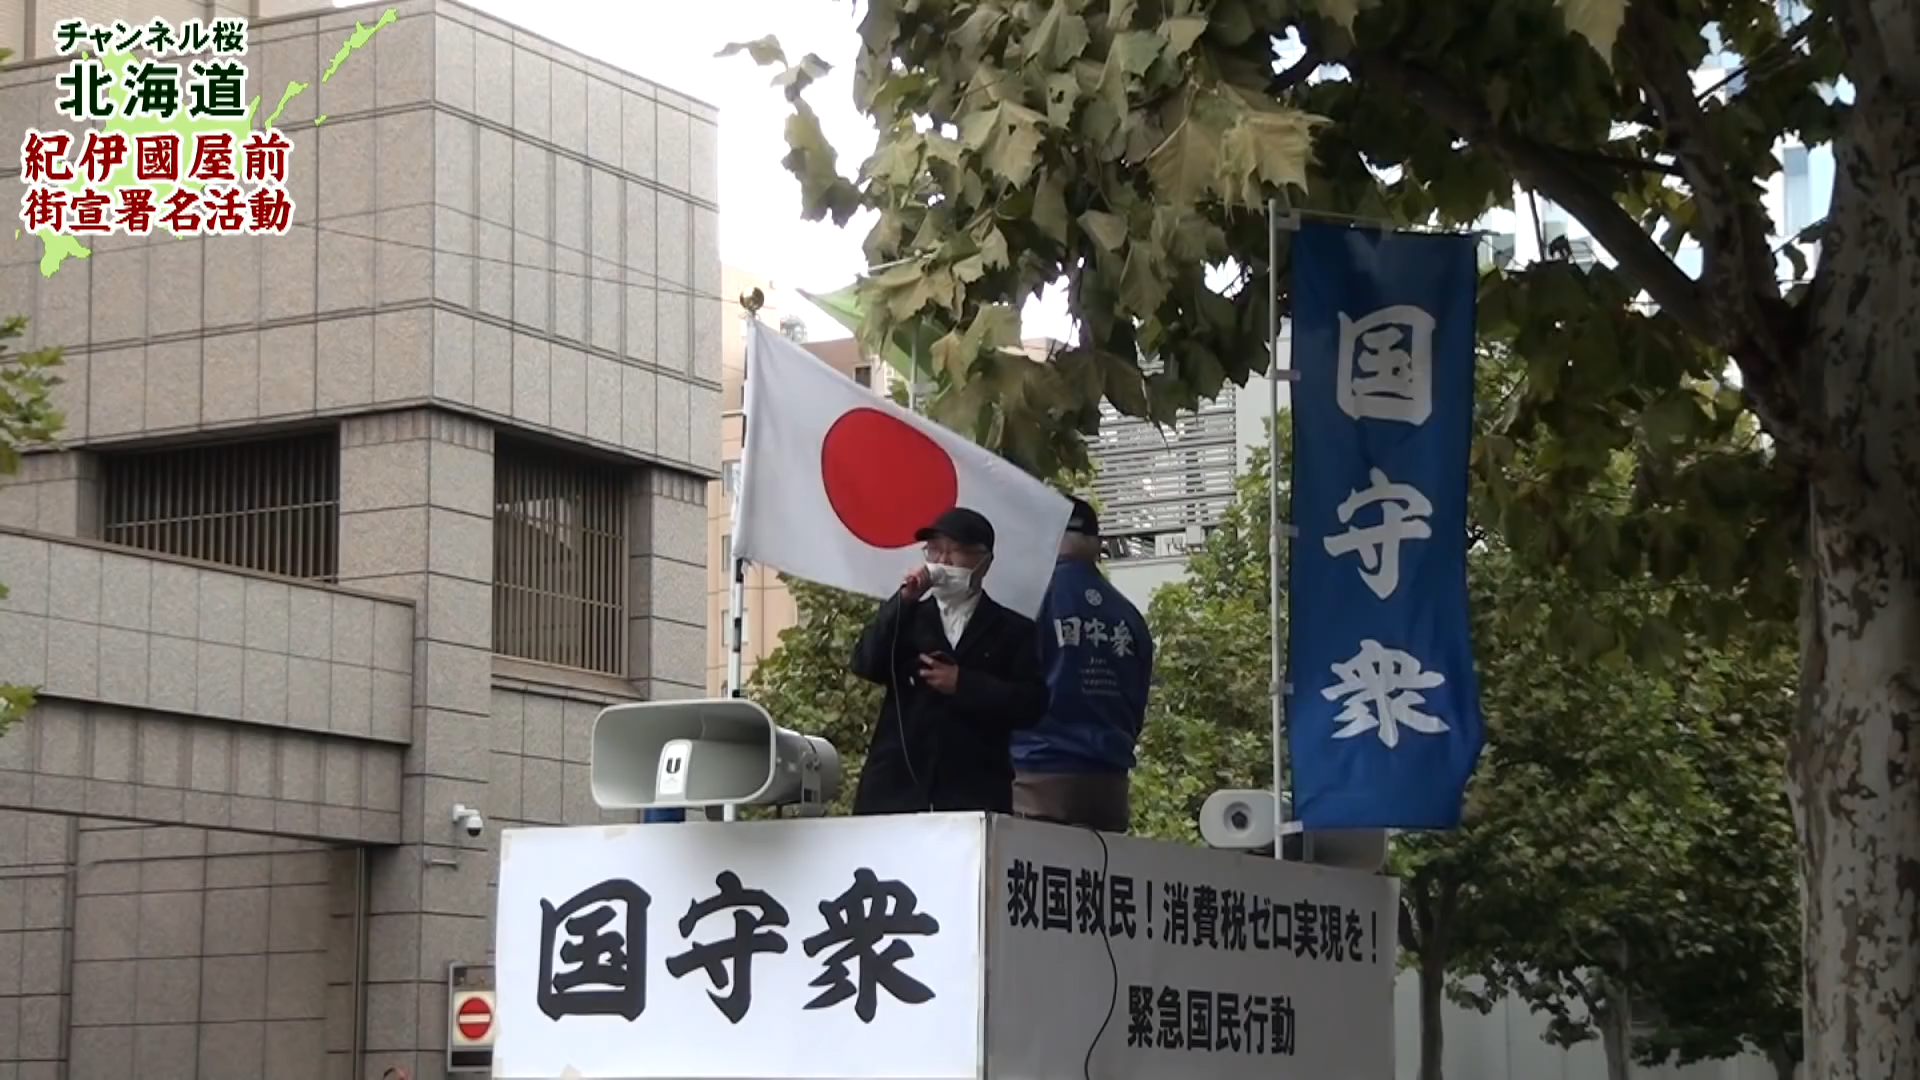 チャンネル桜
北海道
紀伊國屋前
街宣署名活動
国守衆
国守衆
U
国守衆
救国救民！消費税ゼロ実現を！
緊急国民行動